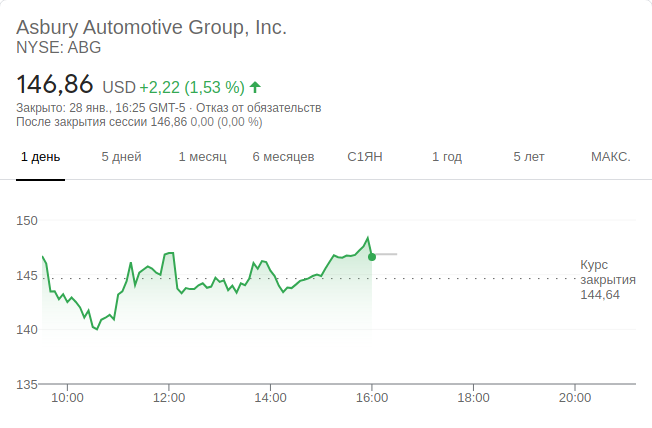 Asbury Automotive Group, Inc.
NYSE: ABG
146,86 USD +2,22 (1,53 %)
Закрыто: 28 янв., 16:25 GMT-5 · Отказ от обязательств
После закрытия сессии 146,86 0,00 (0,00 %)
1 день 5 дней 1 месяц 6 месяцев С1ЯН 1 год 5 лет МАКС.
150
145
140
135
Курс
закрытия
144,64
10:00 12:00 14:00 16:00 18:00 20:00